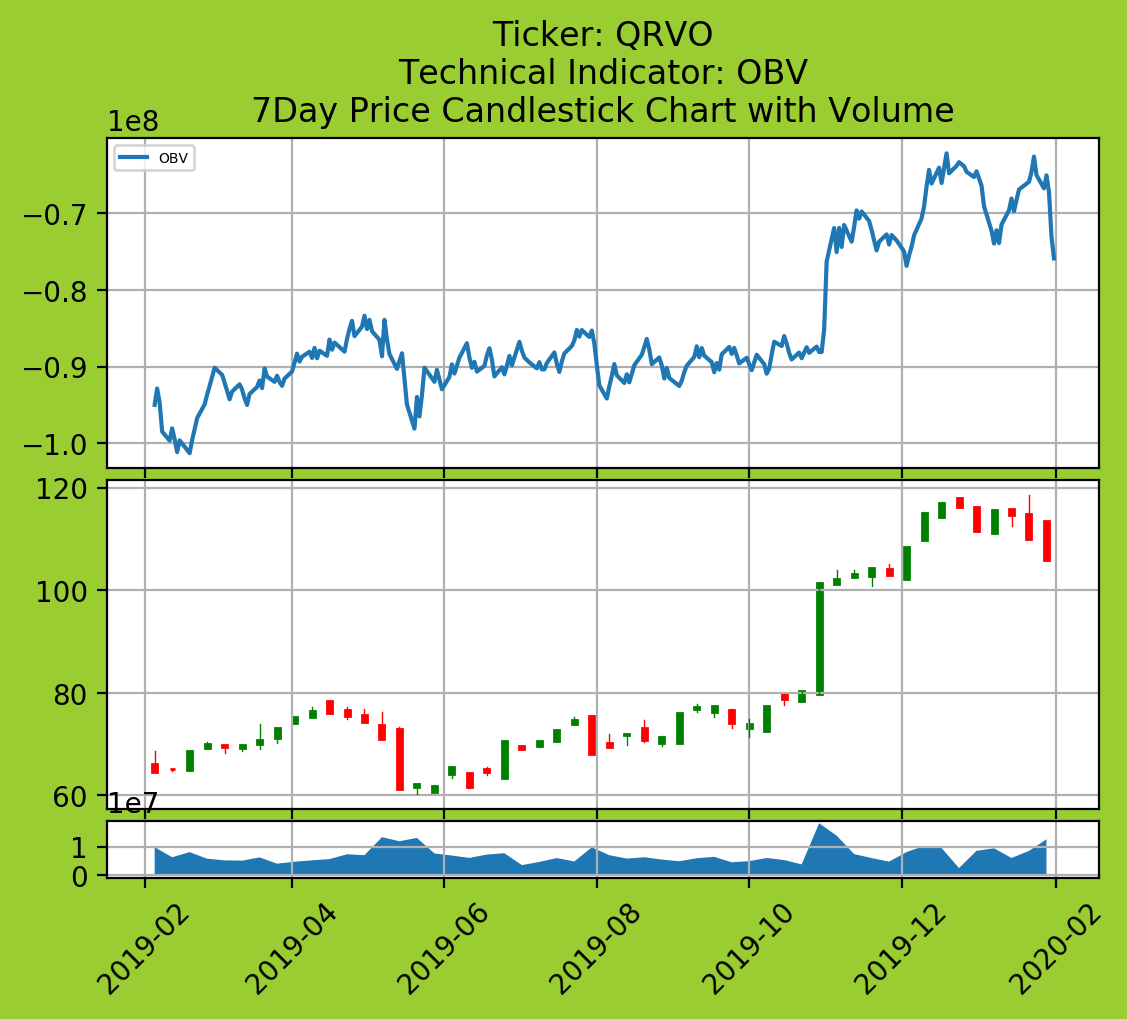 Ticker: QRVO
Technical Indicator: OBV
7Day Price Candlestick Chart with Volume
1e8
OBV
−0.7
−0.8
−0.9
−1.0
120
100
80
60
1e7
1
0
2019-02
2019-04
2019-06
2019-08
2019-10
2019-12
2020-02